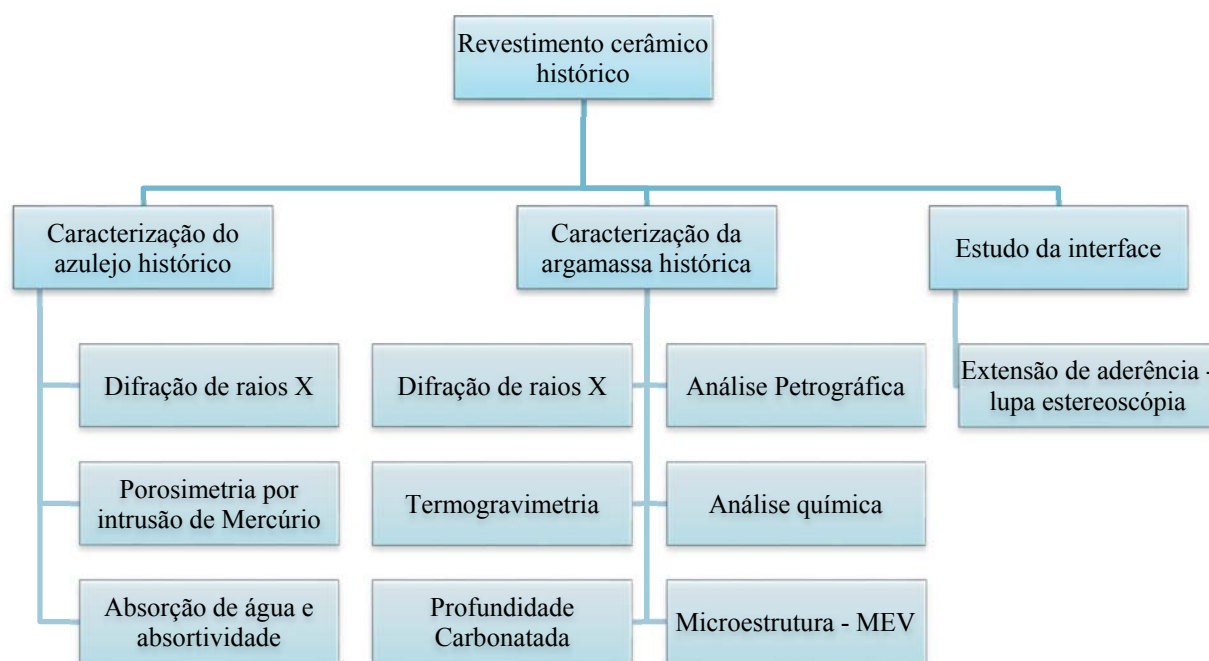 Revestimento cerâmico
histórico
Caracterização do
azulejo histórico
Caracterização da
argamassa histórica
Estudo da interface
Difração de raios X
Difração de raios X
Análise Petrográfica
Extensão de aderência -
lupa estereoscópia
Porosimetria por
intrusão de Mercúrio
Termogravimetria
Análise química
Absorção de água e
absortividade
Profundidade
Carbonatada
Microestrutura - MEV